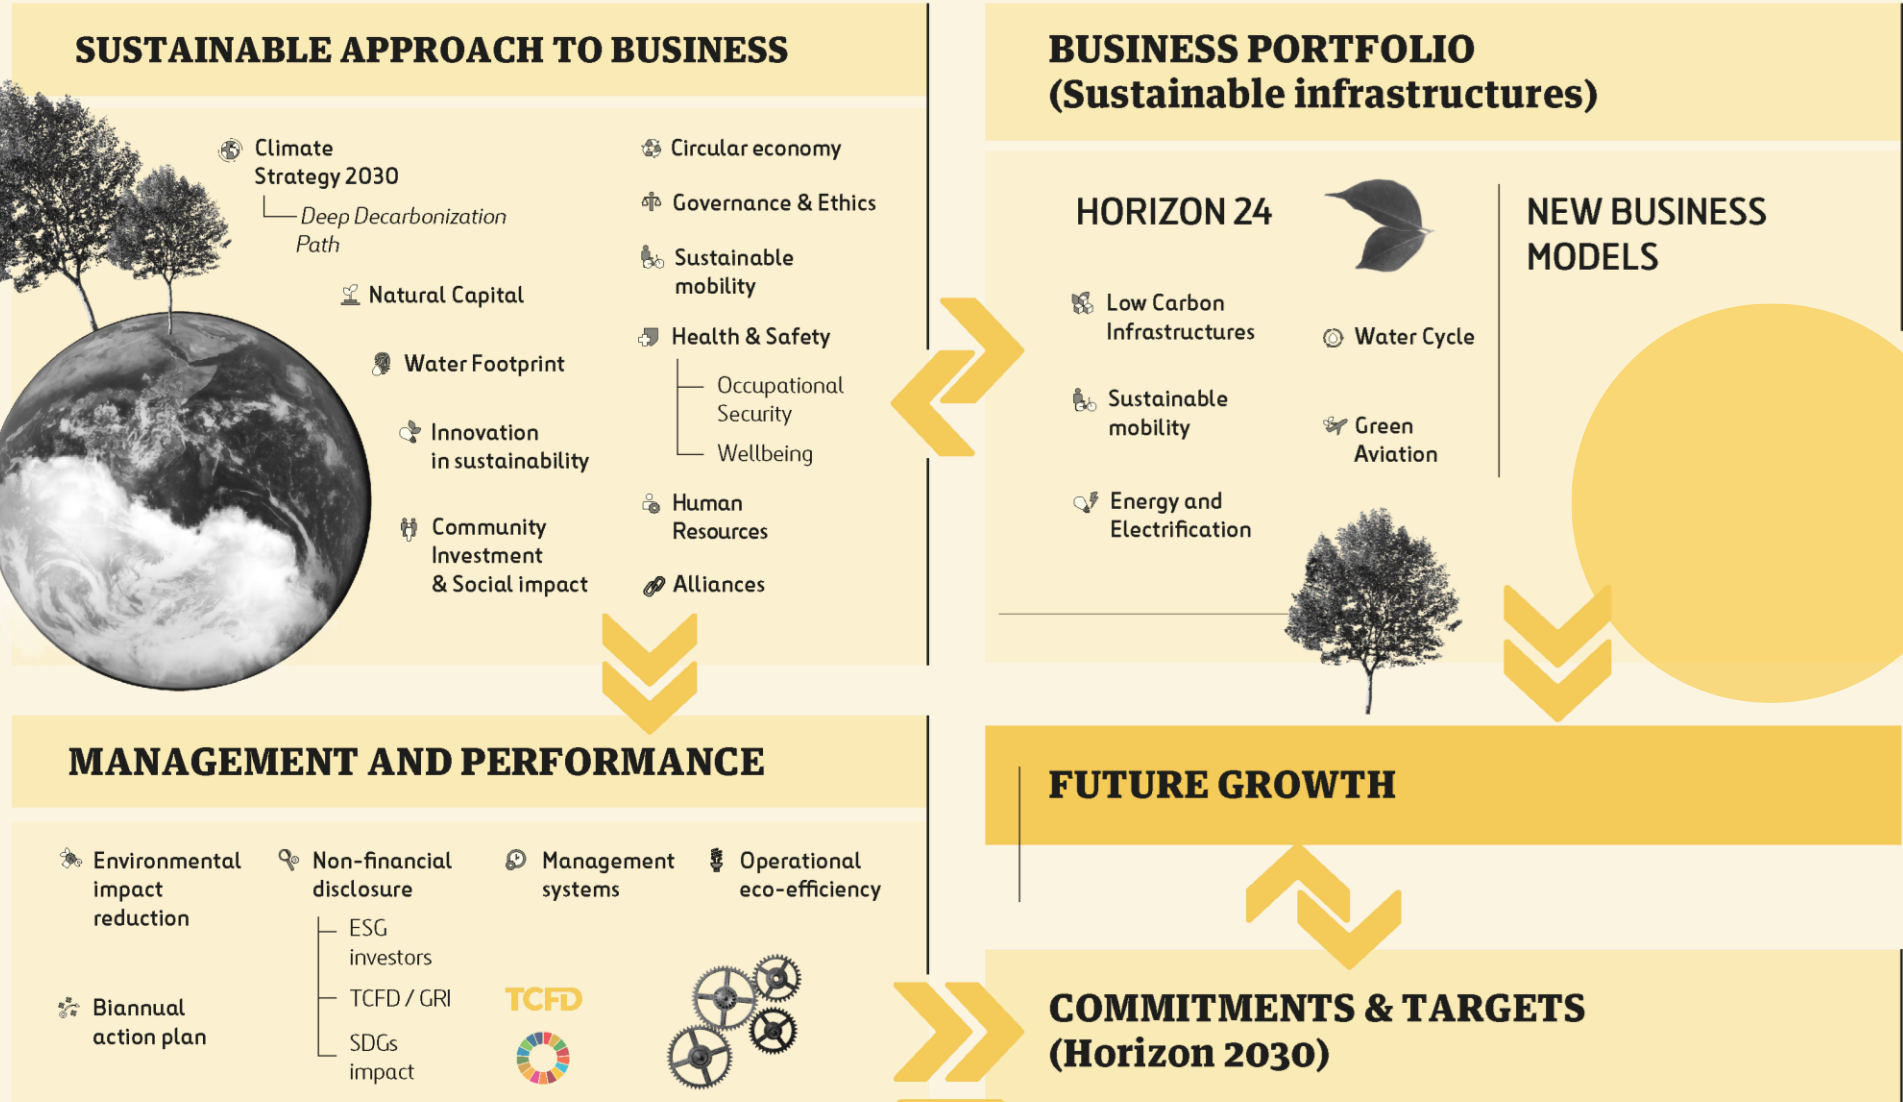 SUSTAINABLE APPROACH TO BUSINESS
Climate
Strategy 2030
Deep Decarbonization
Path
Natural Capital
Water Footprint
Innovation
in sustainability
Community
Investment
& Social impact
Circular economy
Governance & Ethics
Sustainable
mobility
Health & Safety
Occupational
Security
Wellbeing
Human
Resources
Alliances
BUSINESS PORTFOLIO
(Sustainable infrastructures)
HORIZON 24
Low Carbon
Infrastructures
Sustainable
mobility
Energy and
Electrification
Water Cycle
Green
Aviation
NEW BUSINESS
MODELS
MANAGEMENT AND PERFORMANCE
Environmental
impact
reduction
Biannual
action plan
Non-financial
disclosure
ESG
investors
TCFD / GRI
SDGs
impact
Management
systems
TCFD
Operational
eco-efficiency
FUTURE GROWTH
COMMITMENTS & TARGETS
(Horizon 2030)